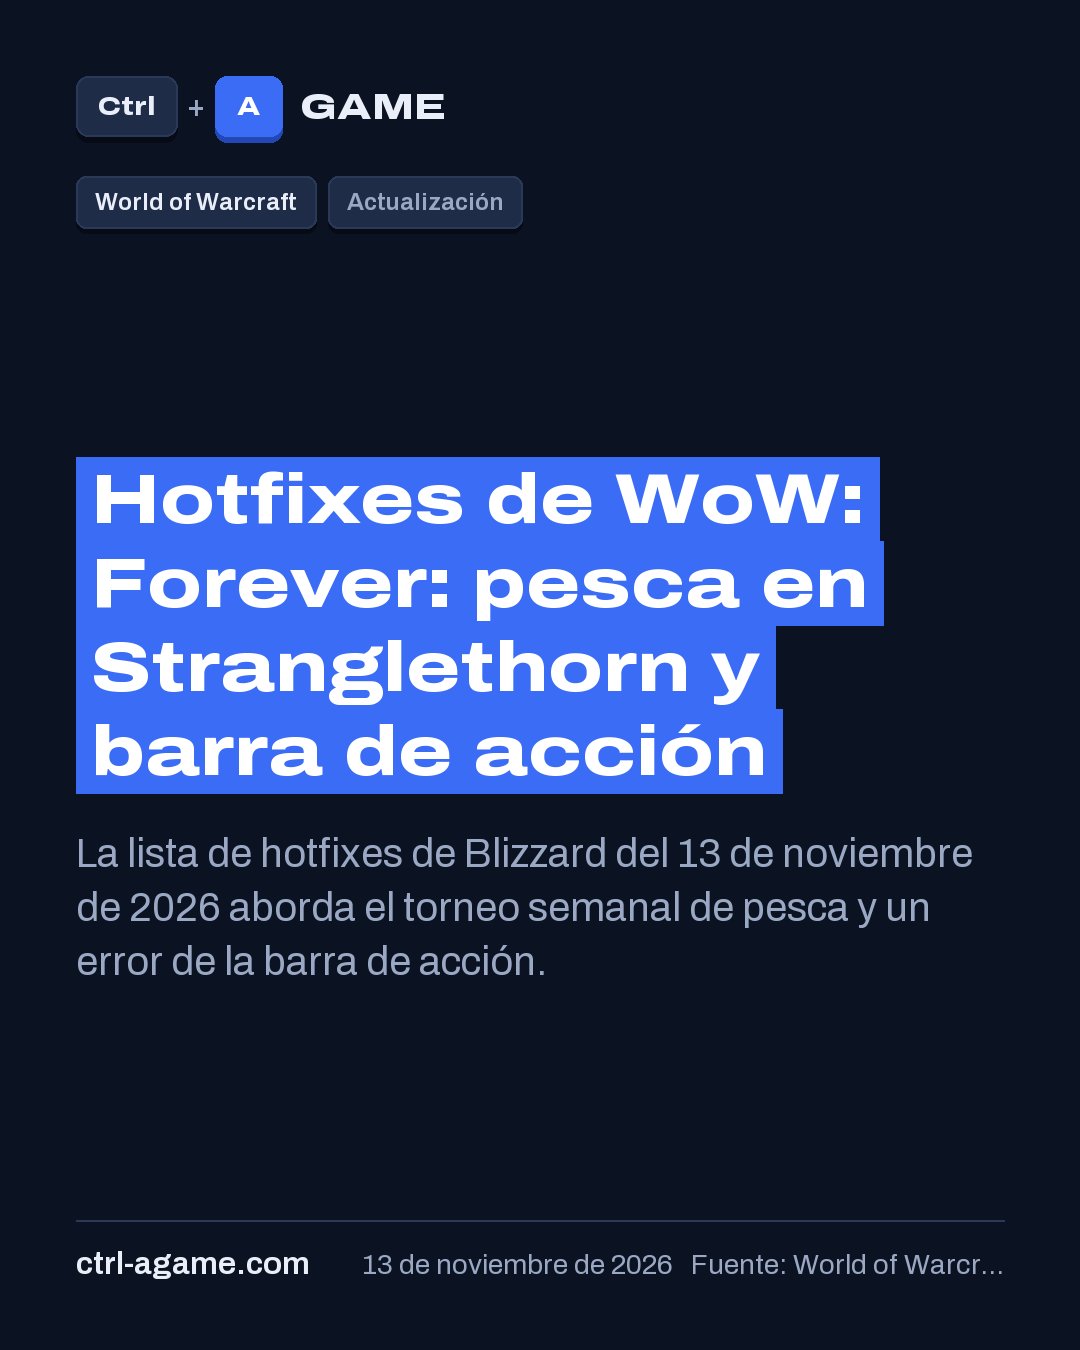 Ctrl + A GAME
World of Warcraft Actualización
Hotfixes de WoW:
Forever: pesca en
Stranglethorn y
barra de acción
La lista de hotfixes de Blizzard del 13 de noviembre
de 2026 aborda el torneo semanal de pesca y un
error de la barra de acción.
ctrl-agame.com 13 de noviembre de 2026 Fuente: World of Warcr...